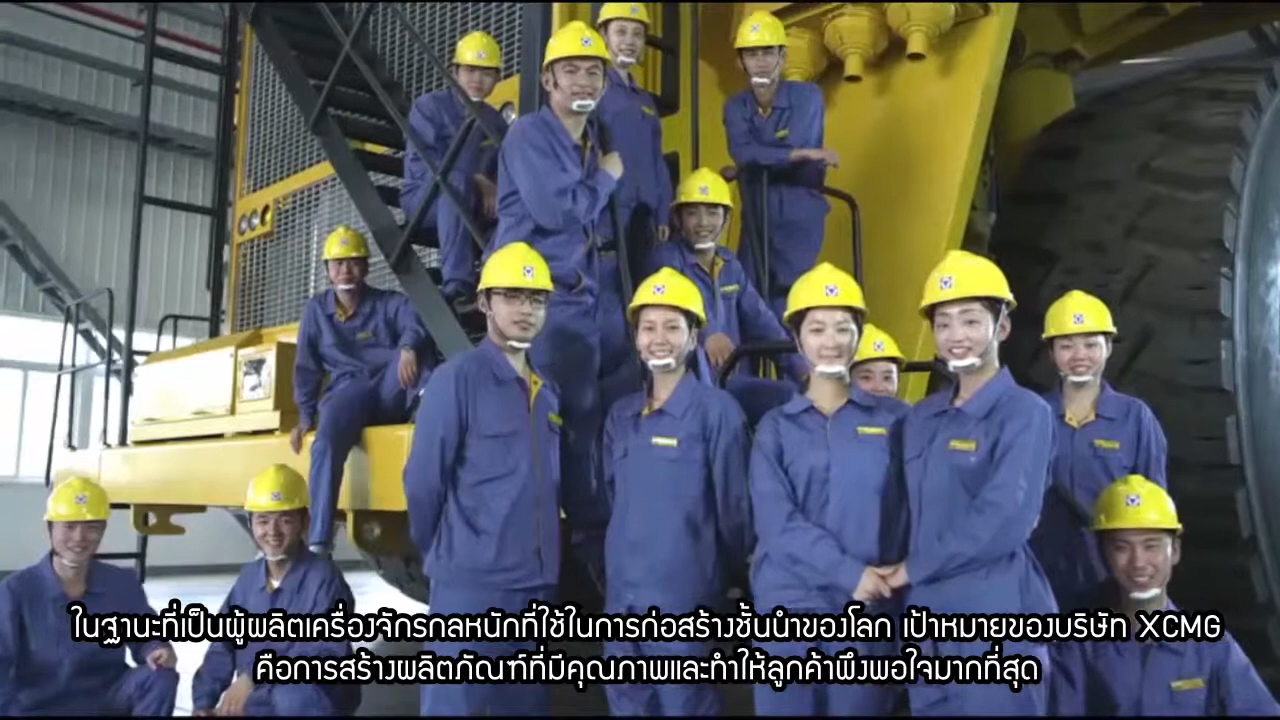 ในฐานะที่เป็นผู้ผลิตเครื่องจักรกลหนักที่ใช้ในการก่อสร้างชั้นนำของโลก เป้าหมายของบริษัท XCMG
คือการสร้างผลิตภัณฑ์ที่มีคุณภาพและทำให้ลูกค้าพึงพอใจมากที่สุด